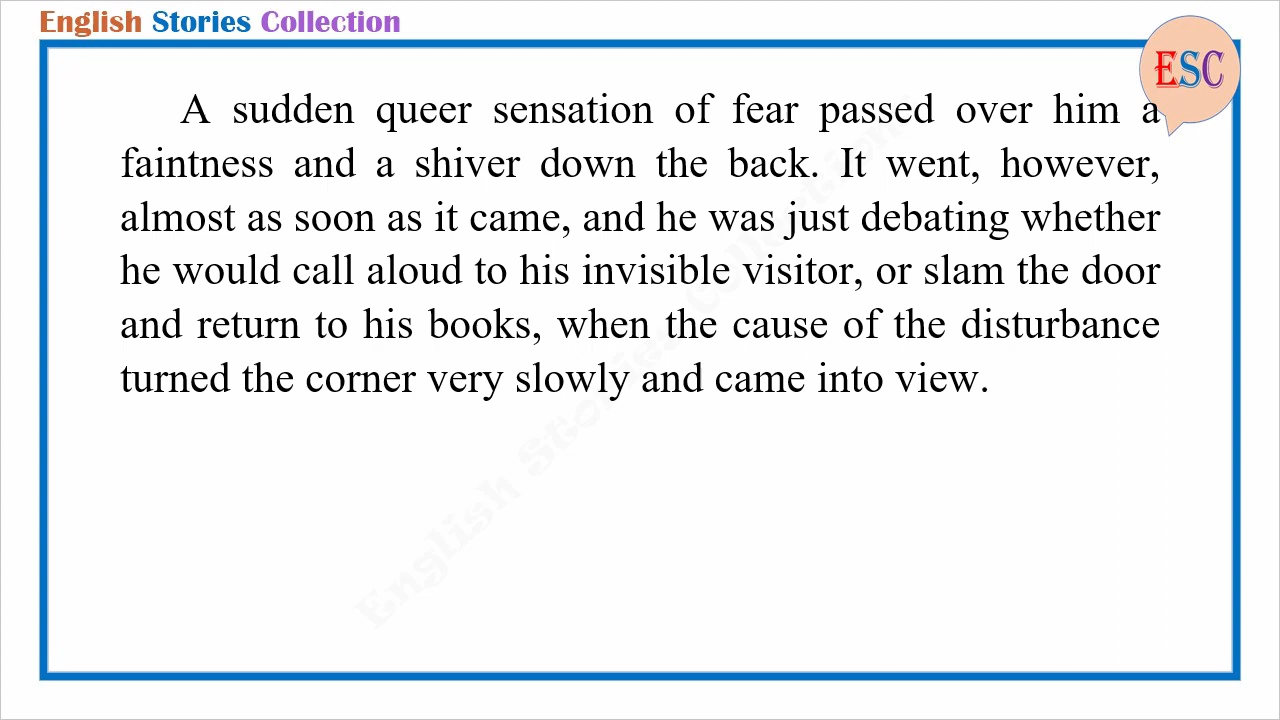 English Stories Collection
ESC
A sudden queer sensation of fear passed over him a
faintness and a shiver down the back. It went, however,
almost as soon as it came, and he was just debating whether
he would call aloud to his invisible visitor, or slam the door
and return to his books, when the cause of the disturbance
turned the corner very slowly and came into view.
English Stories Collection